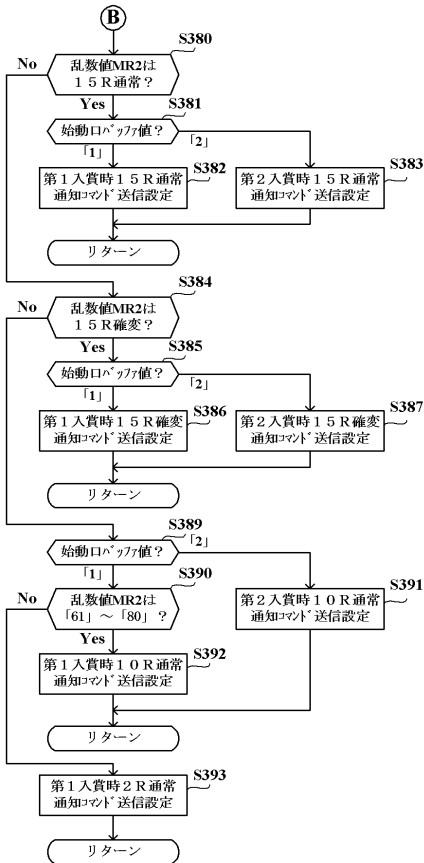 B
S380
No
乱数値MR2は
15R通常？
Yes
S381
始動口バッファ値？
「1」
「2」
S382
第1入賞時15R通常
通知コマンド送信設定
S383
第2入賞時15R通常
通知コマンド送信設定
リターン
S384
No
乱数値MR2は
15R確変？
Yes
S385
始動口バッファ値？
「1」
「2」
S386
第1入賞時15R確変
通知コマンド送信設定
S387
第2入賞時15R確変
通知コマンド送信設定
リターン
S389
始動口バッファ値？
「1」
「2」
S390
No
乱数値MR2は
「61」～「80」？
Yes
S391
第2入賞時10R通常
通知コマンド送信設定
S392
第1入賞時10R通常
通知コマンド送信設定
リターン
S393
第1入賞時2R通常
通知コマンド送信設定
リターン